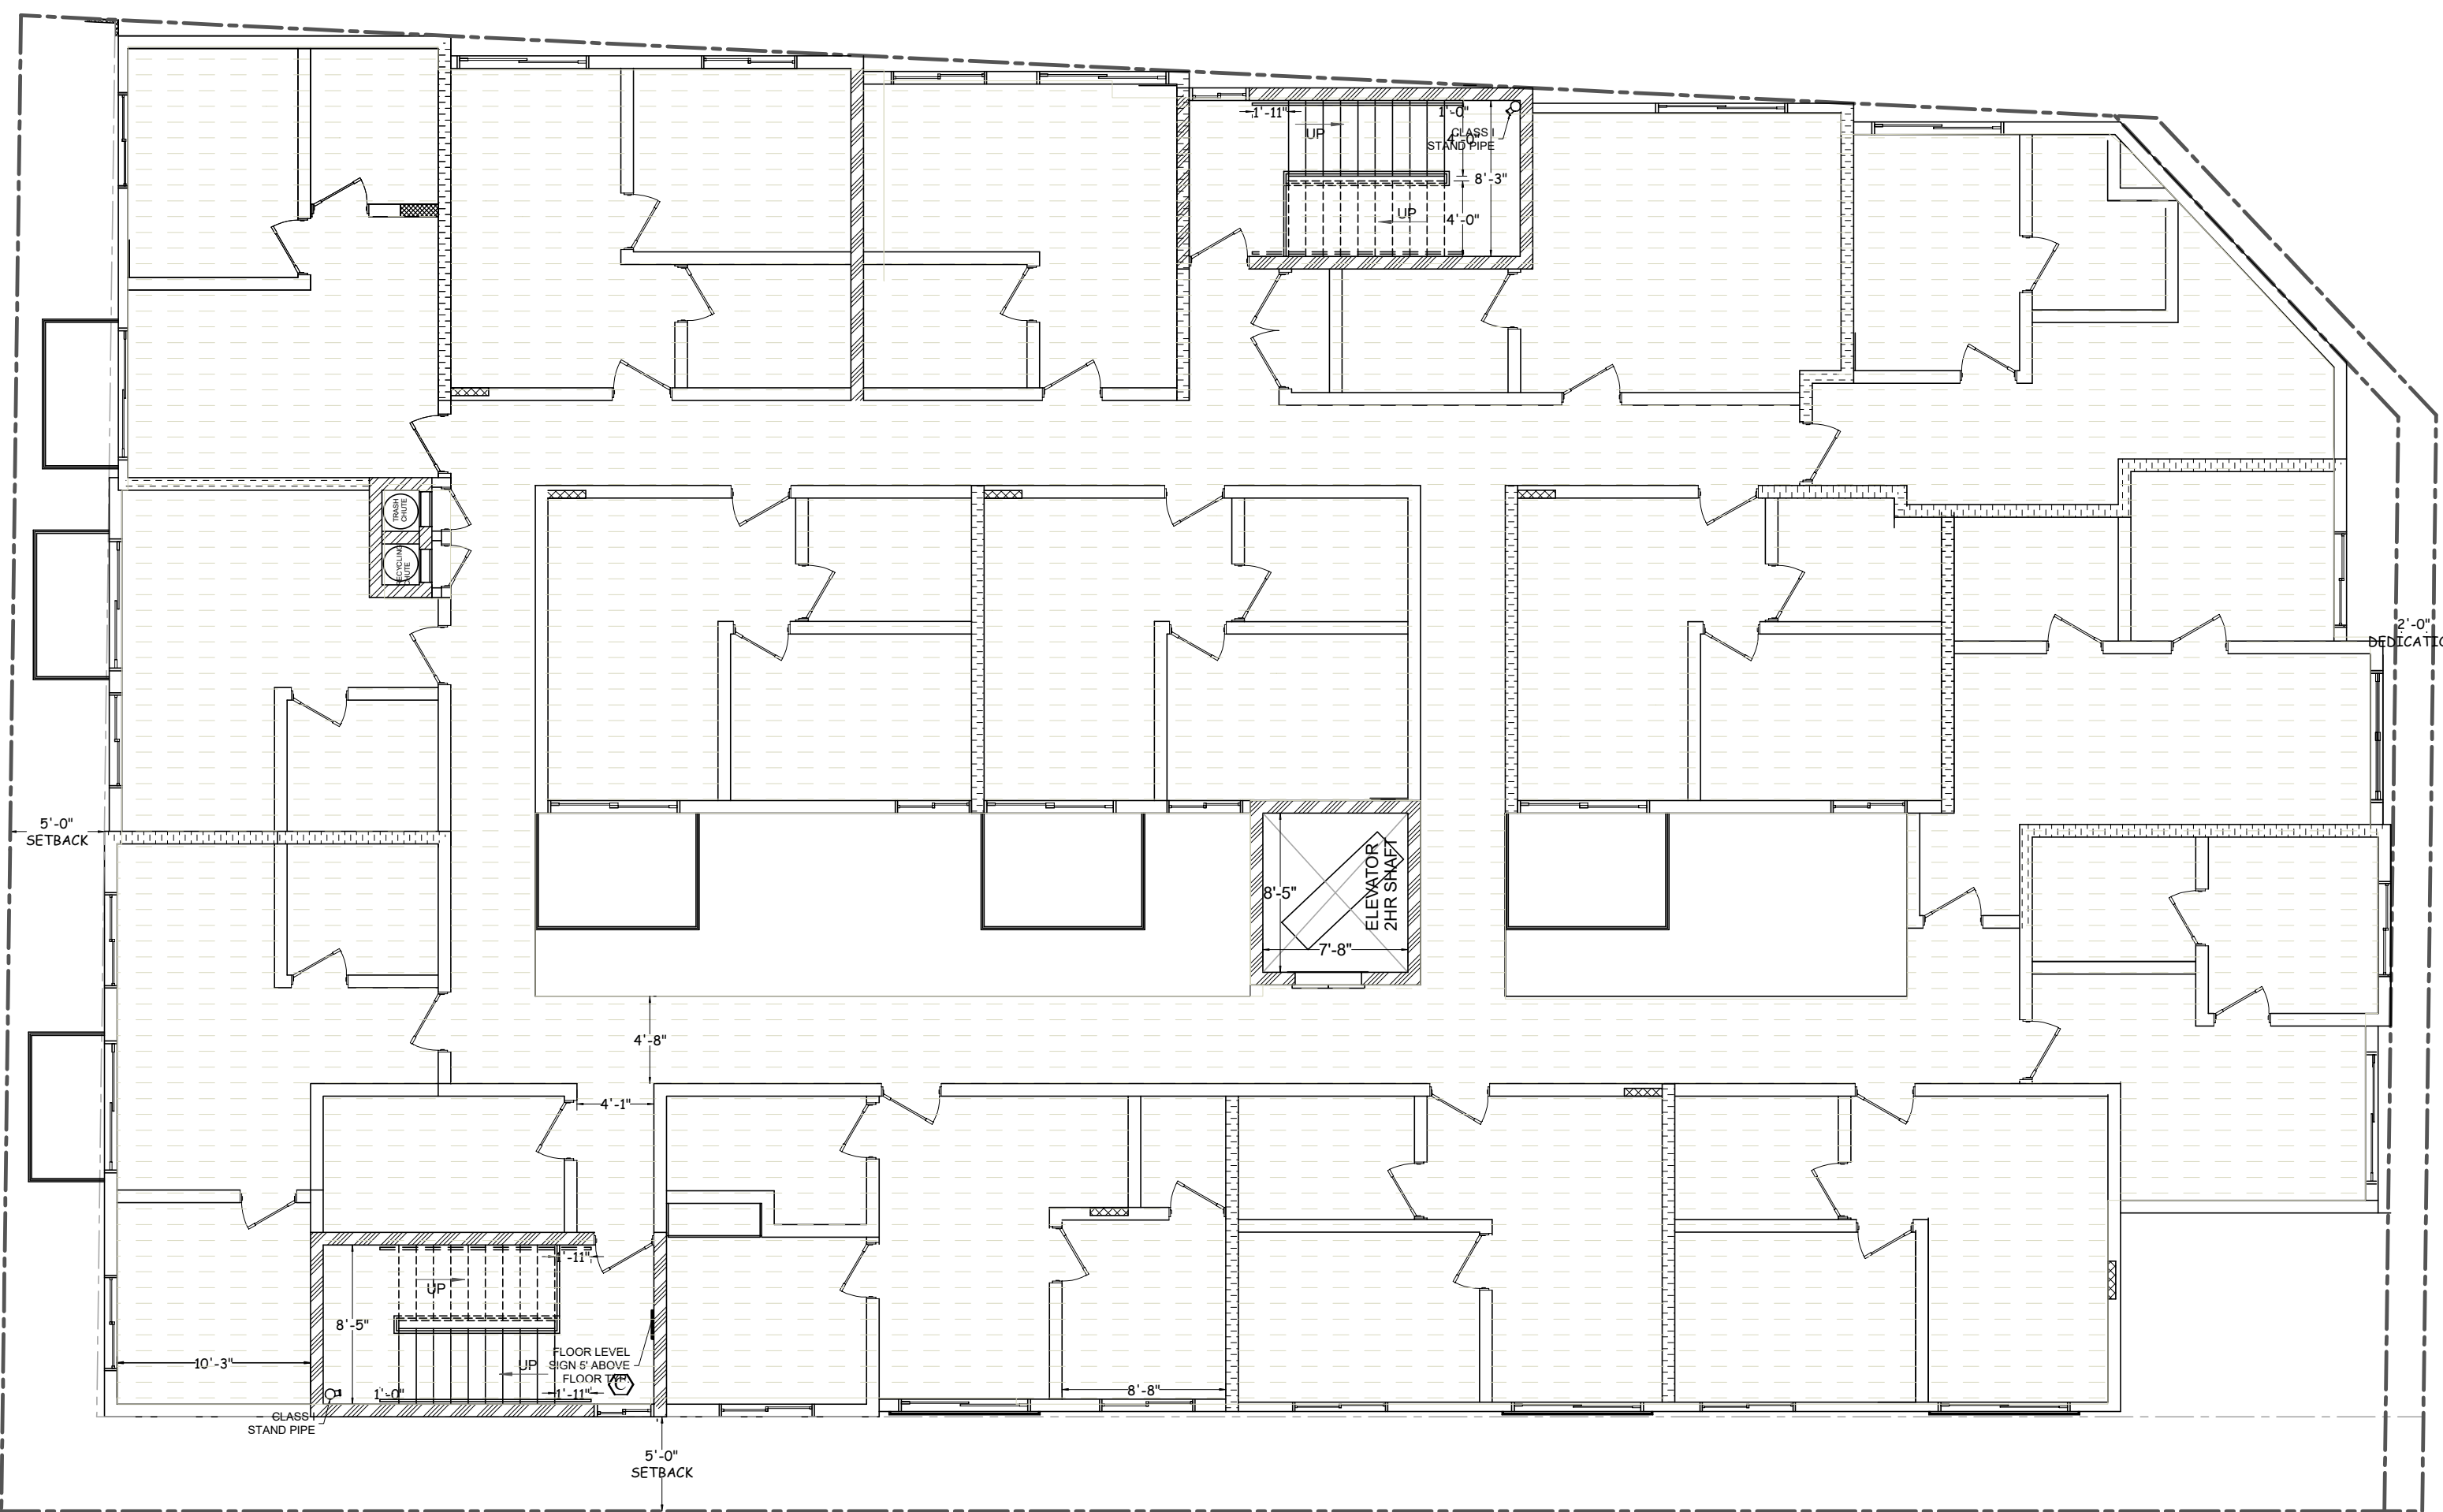 1'-11"
UP
1'-0"
4'-0"
CLASS I
STAND PIPE
8'-3"
UP
4'-0"
TRASH
CHUTE
RECYCLING
CHUTE
2'-0"
5'-0"
SETBACK
ELEVATOR
2HR SHAFT
8'-5"
7'-8"
4'-8"
4'-1"
1'-11"
UP
8'-5"
FLOOR LEVEL
SIGN 5' ABOVE
FLOOR TYP.
UP
C
10'-3"
1'-0"
1'-11"
8'-8"
CLASS I
STAND PIPE
5'-0"
SETBACK